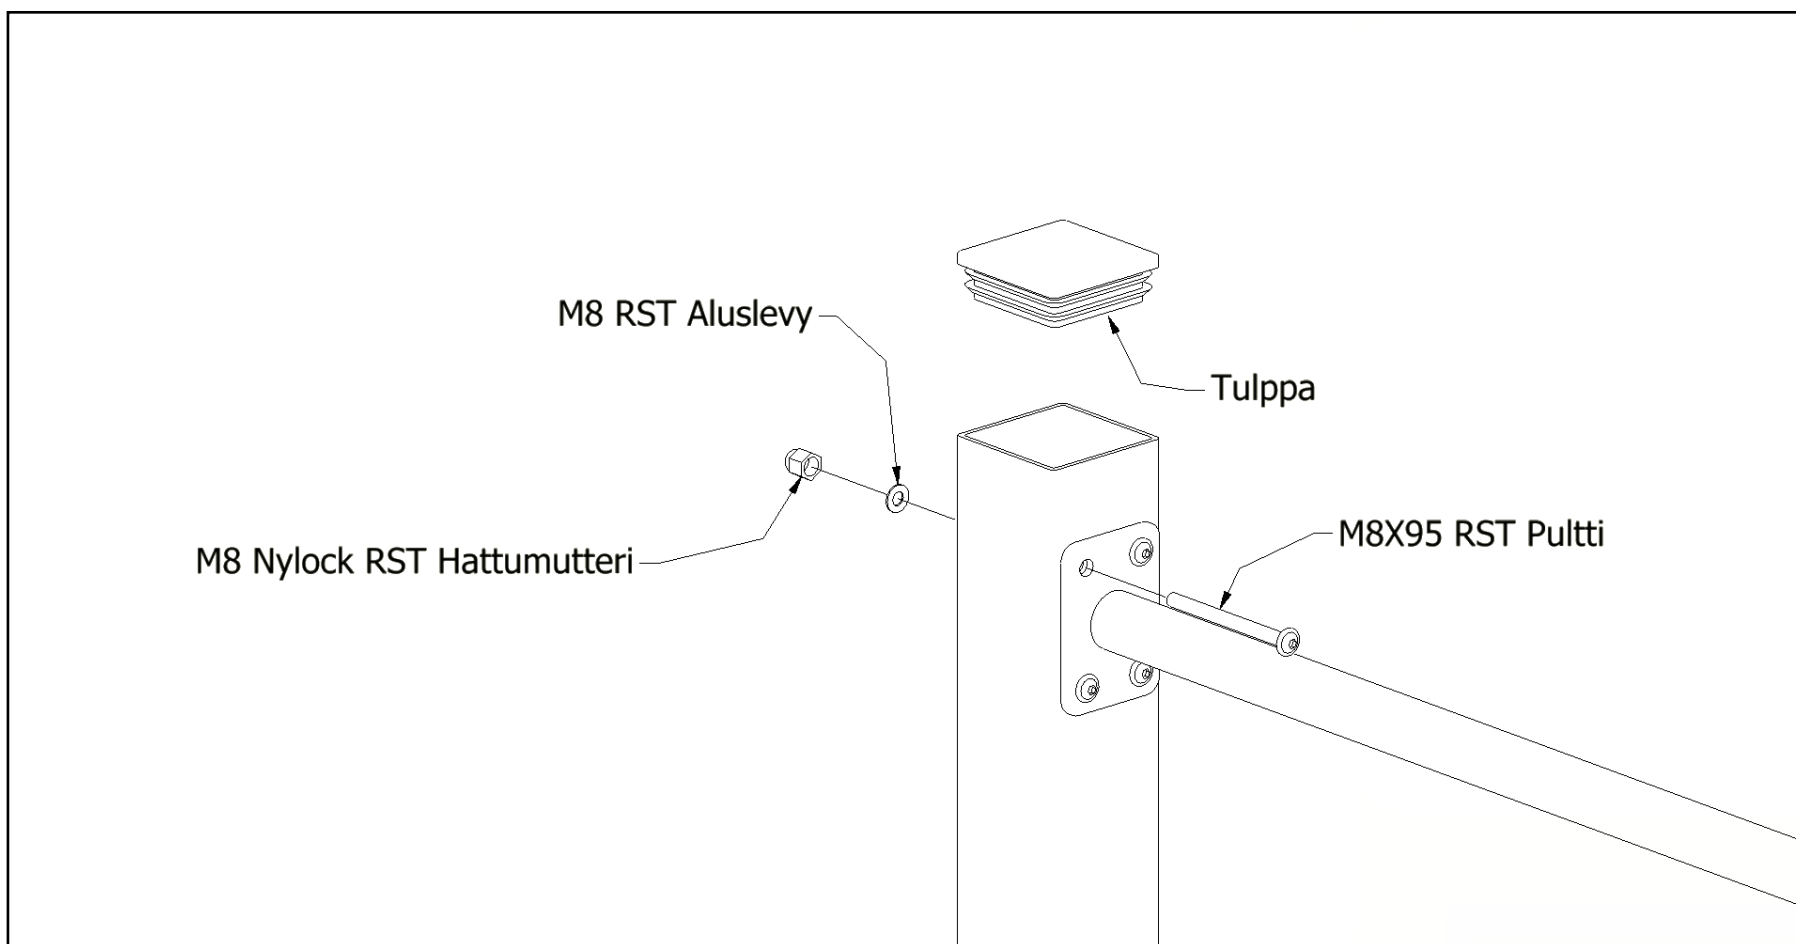 M8 RST Aluslevy
Tulppa
M8X95 RST Pultti
M8 Nylock RST Hattumutteri